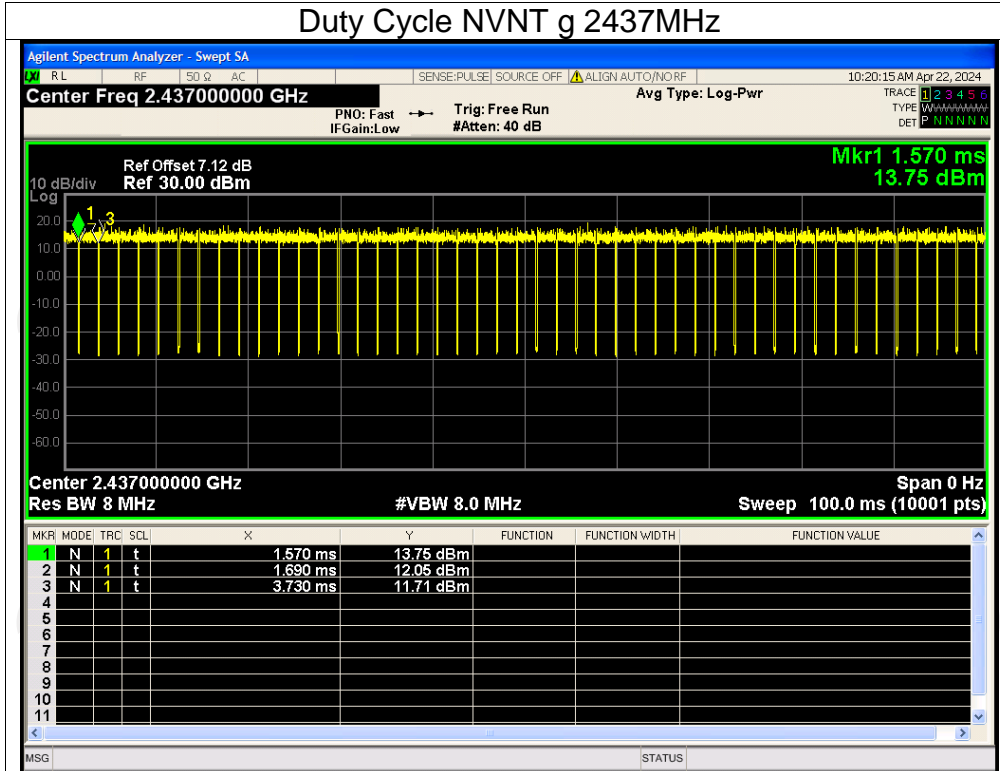 Duty Cycle NVNT g 2437MHz
Agilent Spectrum Analyzer - Swept SA
LXI RL RF 50 Ω AC SENSE:PULSE SOURCE OFF ALIGN AUTO/NO RF 10:20:15 AM Apr 22, 2024
Center Freq 2.437000000 GHz Avg Type: Log-Pwr TRACE 1 2 3 4 5 6
PNO: Fast Trig: Free Run TYPE WWWWWW
IFGain:Low #Atten: 40 dB DET P N N N N N
Mkr1 1.570 ms
Ref Offset 7.12 dB
10 dB/div Ref 30.00 dBm 13.75 dBm
Log
1 3
20.0
10.0
0.00
-10.0
-20.0
-30.0
-40.0
-50.0
-60.0
Center 2.437000000 GHz Span 0 Hz
Res BW 8 MHz #VBW 8.0 MHz Sweep 100.0 ms (10001 pts)
MKR MODE TRC SCL X Y FUNCTION FUNCTION WIDTH FUNCTION VALUE
1 N 1 t 1.570 ms 13.75 dBm
2 N 1 t 1.690 ms 12.05 dBm
3 N 1 t 3.730 ms 11.71 dBm
4
5
6
7
8
9
10
11
MSG STATUS